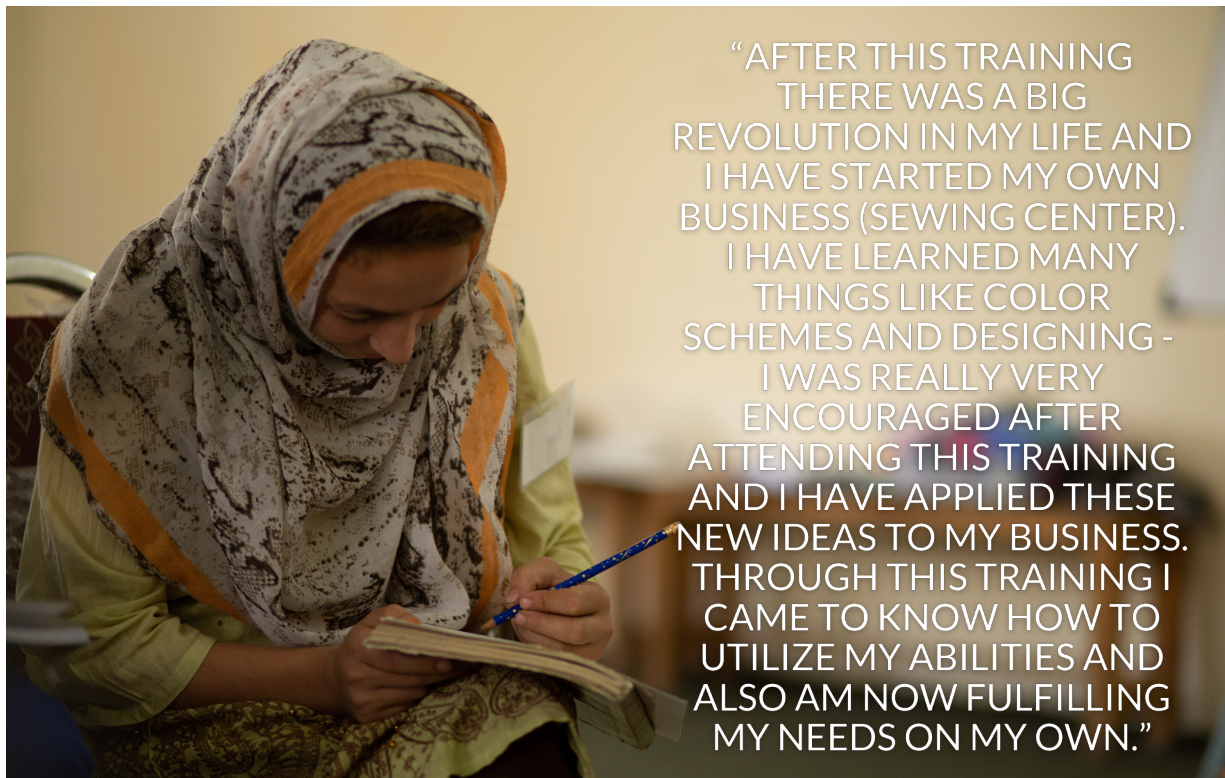 “AFTER THIS TRAINING
THERE WAS A BIG
REVOLUTION IN MY LIFE AND
I HAVE STARTED MY OWN
BUSINESS (SEWING CENTER).
I HAVE LEARNED MANY
THINGS LIKE COLOR
SCHEMES AND DESIGNING -
I WAS REALLY VERY
ENCOURAGED AFTER
ATTENDING THIS TRAINING
AND I HAVE APPLIED THESE
NEW IDEAS TO MY BUSINESS.
THROUGH THIS TRAINING I
CAME TO KNOW HOW TO
UTILIZE MY ABILITIES AND
ALSO AM NOW FULFILLING
MY NEEDS ON MY OWN.”